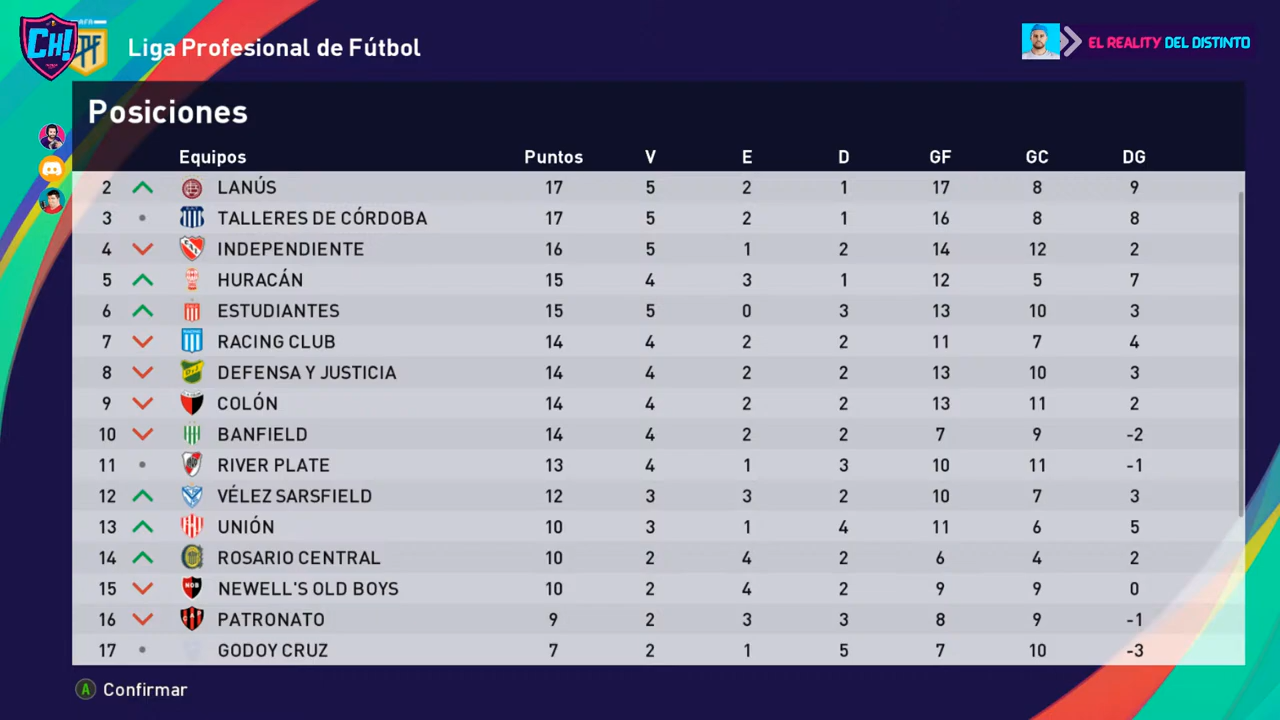 CH!
Liga Profesional de Fútbol
EL REALITY DEL DISTINTO
Posiciones
Equipos Puntos V E D GF GC DG
2 LANÚS 17 5 2 1 17 8 9
3 TALLERES DE CÓRDOBA 17 5 2 1 16 8 8
4 INDEPENDIENTE 16 5 1 2 14 12 2
5 HURACÁN 15 4 3 1 12 5 7
6 ESTUDIANTES 15 5 0 3 13 10 3
7 RACING CLUB 14 4 2 2 11 7 4
8 DEFENSA Y JUSTICIA 14 4 2 2 13 10 3
9 COLÓN 14 4 2 2 13 11 2
10 BANFIELD 14 4 2 2 7 9 -2
11 RIVER PLATE 13 4 1 3 10 11 -1
12 VÉLEZ SARSFIELD 12 3 3 2 10 7 3
13 UNIÓN 10 3 1 4 11 6 5
14 ROSARIO CENTRAL 10 2 4 2 6 4 2
15 NEWELL'S OLD BOYS 10 2 4 2 9 9 0
16 PATRONATO 9 2 3 3 8 9 -1
17 GODOY CRUZ 7 2 1 5 7 10 -3
A Confirmar